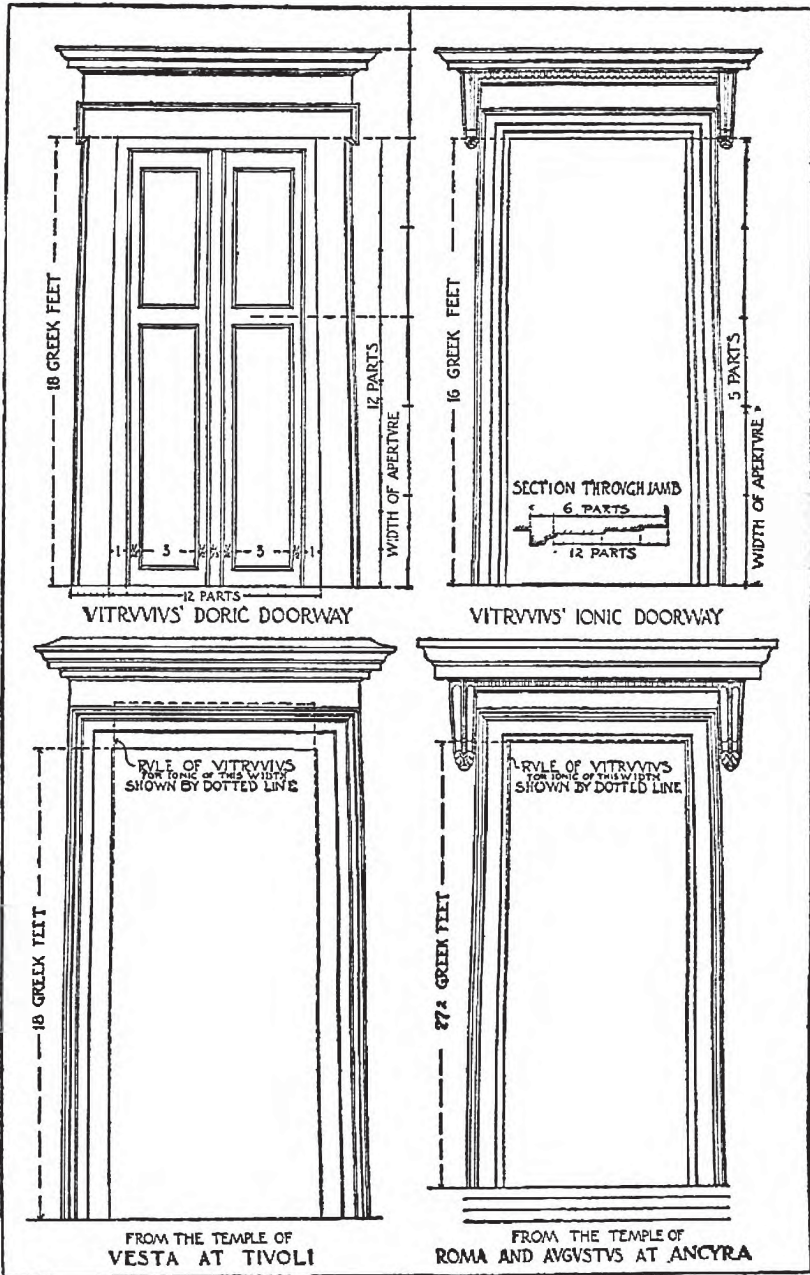 18 GREEK FEET
12 PARTS
WIDTH OF APERTVRE
1 ½ 3 ½ ½ 3 ½ 1
12 PARTS
VITRVVIVS' DORIC DOORWAY
16 GREEK FEET
5 PARTS
WIDTH OF APERTVRE
SECTION THROVGH JAMB
6 PARTS
12 PARTS
VITRVVIVS' IONIC DOORWAY
18 GREEK FEET
RVLE OF VITRVVIVS
FOR IONIC OF THIS WIDTH
SHOWN BY DOTTED LINE
FROM THE TEMPLE OF
VESTA AT TIVOLI
GREEK FEET
RVLE OF VITRVVIVS
FOR IONIC OF THIS WIDTH
SHOWN BY DOTTED LINE
FROM THE TEMPLE OF
ROMA AND AVGVSTVS AT ANCYRA